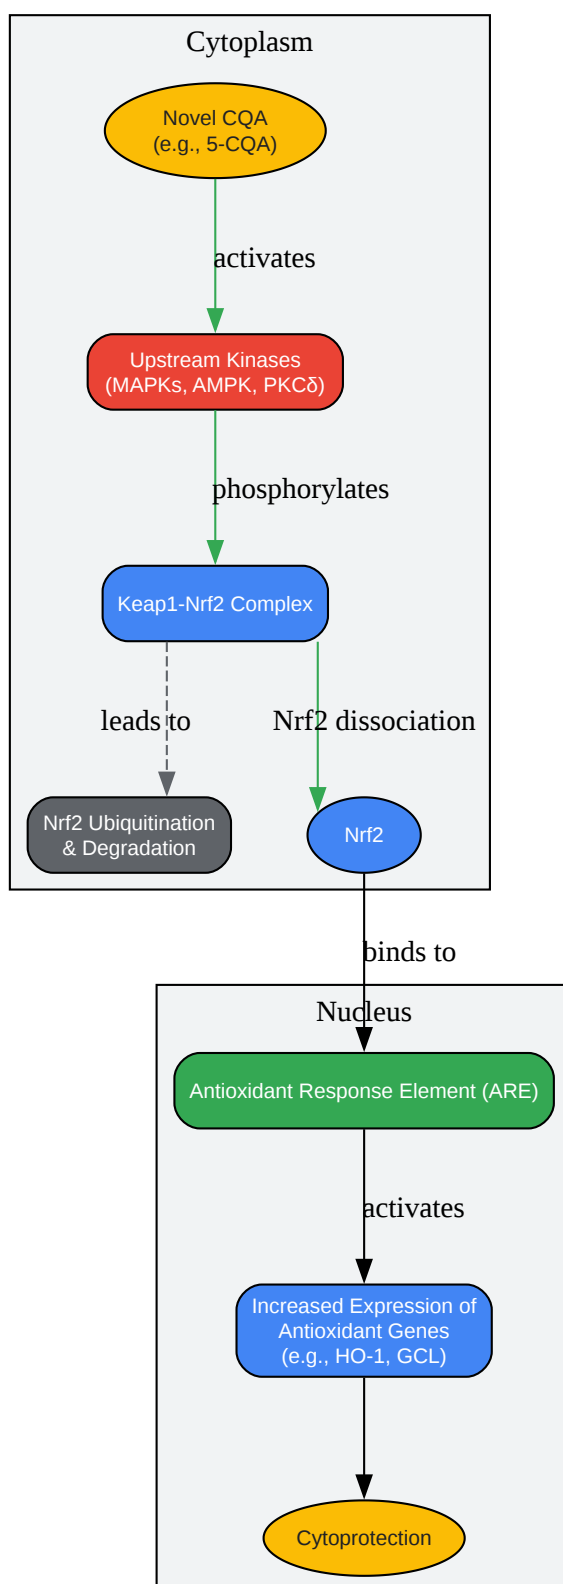 Cytoplasm
Novel CQA
(e.g., 5-CQA)
activates
Upstream Kinases
(MAPKs, AMPK, PKCδ)
phosphorylates
Keap1-Nrf2 Complex
leads to
Nrf2 dissociation
Nrf2 Ubiquitination
& Degradation
Nrf2
binds to
Nucleus
Antioxidant Response Element (ARE)
activates
Increased Expression of
Antioxidant Genes
(e.g., HO-1, GCL)
Cytoprotection